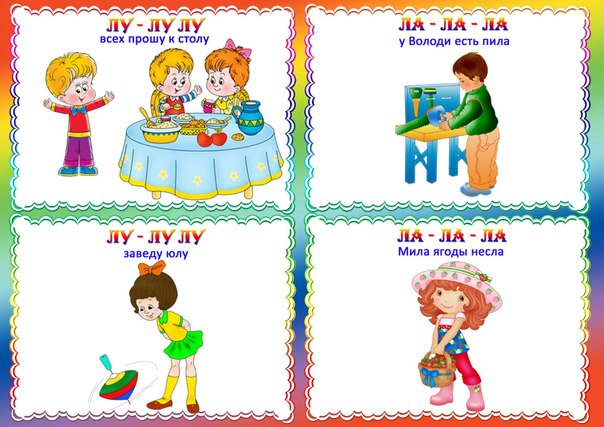 ЛУ - ЛУ ЛУ
всех прошу к столу
ЛА - ЛА - ЛА
у Володи есть пила
ЛУ - ЛУ ЛУ
заведу юлу
ЛА - ЛА - ЛА
Мила ягоды несла